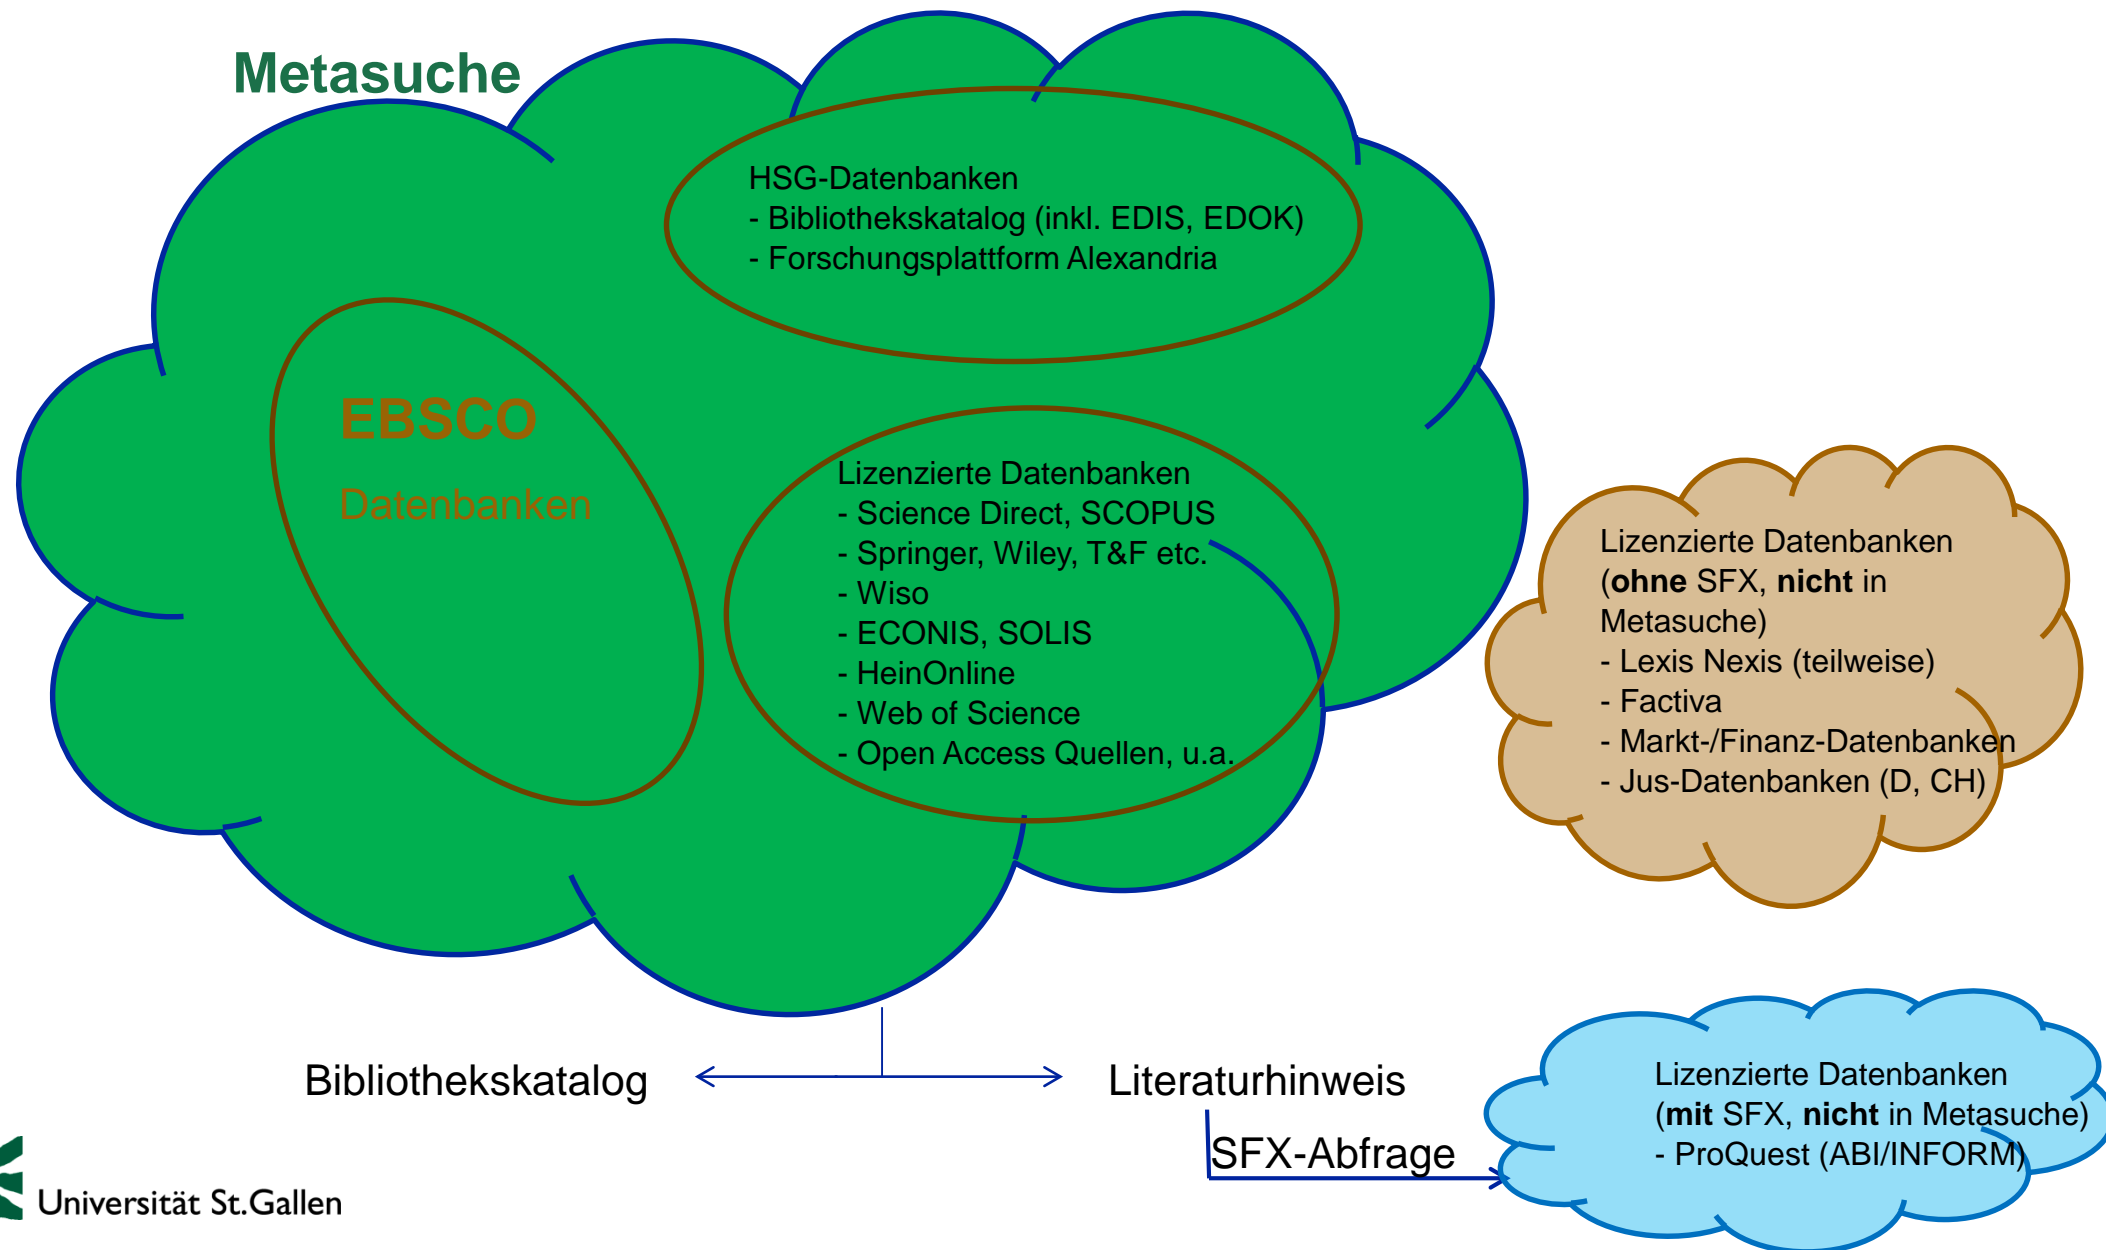 Metasuche
HSG-Datenbanken
- Bibliothekskatalog (inkl. EDIS, EDOK)
- Forschungsplattform Alexandria
EBSCO
Datenbanken
Lizenzierte Datenbanken
- Science Direct, SCOPUS
- Springer, Wiley, T&F etc.
- Wiso
- ECONIS, SOLIS
- HeinOnline
- Web of Science
- Open Access Quellen, u.a.
Lizenzierte Datenbanken
(ohne SFX, nicht in
Metasuche)
- Lexis Nexis (teilweise)
- Factiva
- Markt-/Finanz-Datenbanken
- Jus-Datenbanken (D, CH)
Bibliothekskatalog
Literaturhinweis
SFX-Abfrage
Lizenzierte Datenbanken
(mit SFX, nicht in Metasuche)
- ProQuest (ABI/INFORM)
Universität St.Gallen